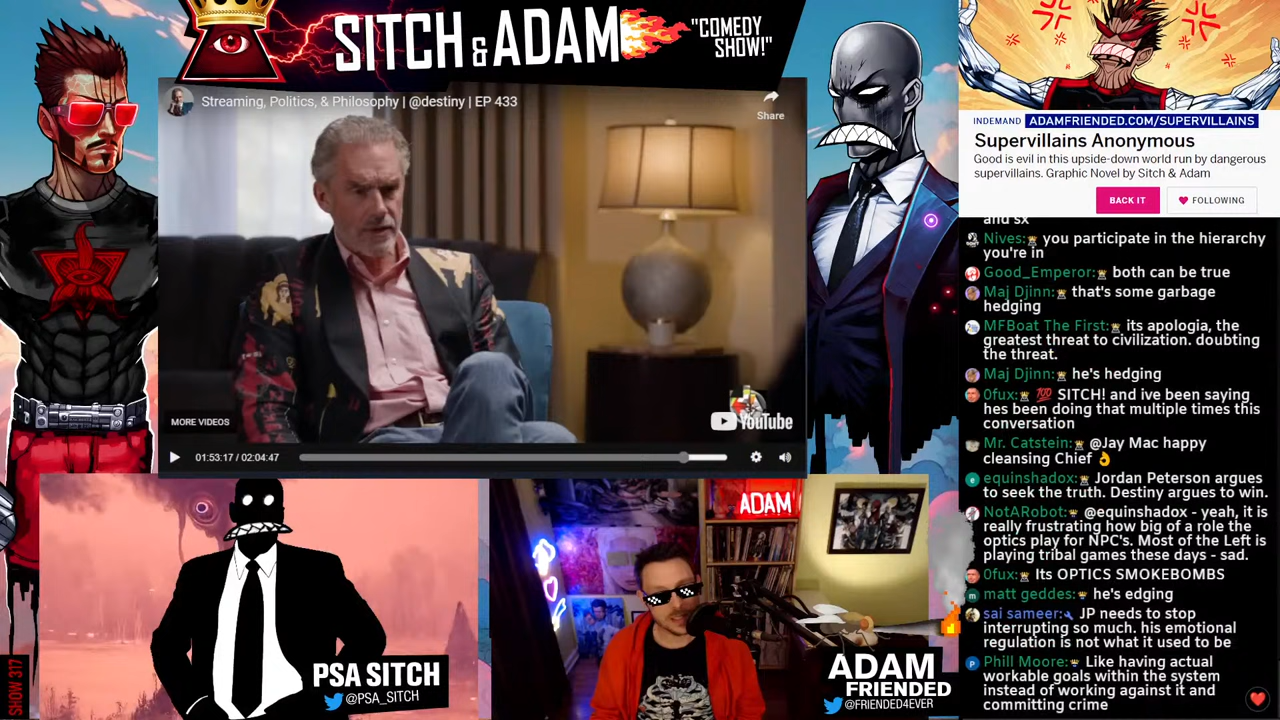 SITCH & ADAM
"COMEDY
SHOW!"
Streaming, Politics, & Philosophy | @destiny | EP 433
Share
MORE VIDEOS
YouTube
01:53:17 / 02:04:47
SHOW 317
PSA SITCH
@PSA_SITCH
ADAM
ADAM
FRIENDED
@FRIENDED4EVER
INDEMAND ADAMFRIENDED.COM/SUPERVILLAINS
Supervillains Anonymous
Good is evil in this upside-down world run by dangerous
supervillains. Graphic Novel by Sitch & Adam
BACK IT
FOLLOWING
and sx
Nives: you participate in the hierarchy
you're in
Good_Emperor: both can be true
Maj Djinn: that's some garbage
hedging
MFBoat The First: its apologia, the
greatest threat to civilization. doubting
the threat.
Maj Djinn: he's hedging
0fux: 💯 SITCH! and ive been saying
hes been doing that multiple times this
conversation
Mr. Catstein: @Jay Mac happy
cleansing Chief 👌
equinshadox: Jordan Peterson argues
to seek the truth. Destiny argues to win.
NotARobot: @equinshadox - yeah, it is
really frustrating how big of a role the
optics play for NPC's. Most of the Left is
playing tribal games these days - sad.
0fux: Its OPTICS SMOKEBOMBS
matt geddes: he's edging
sai sameer: JP needs to stop
interrupting so much. his emotional
regulation is not what it used to be
P
Phill Moore: Like having actual
workable goals within the system
instead of working against it and
committing crime